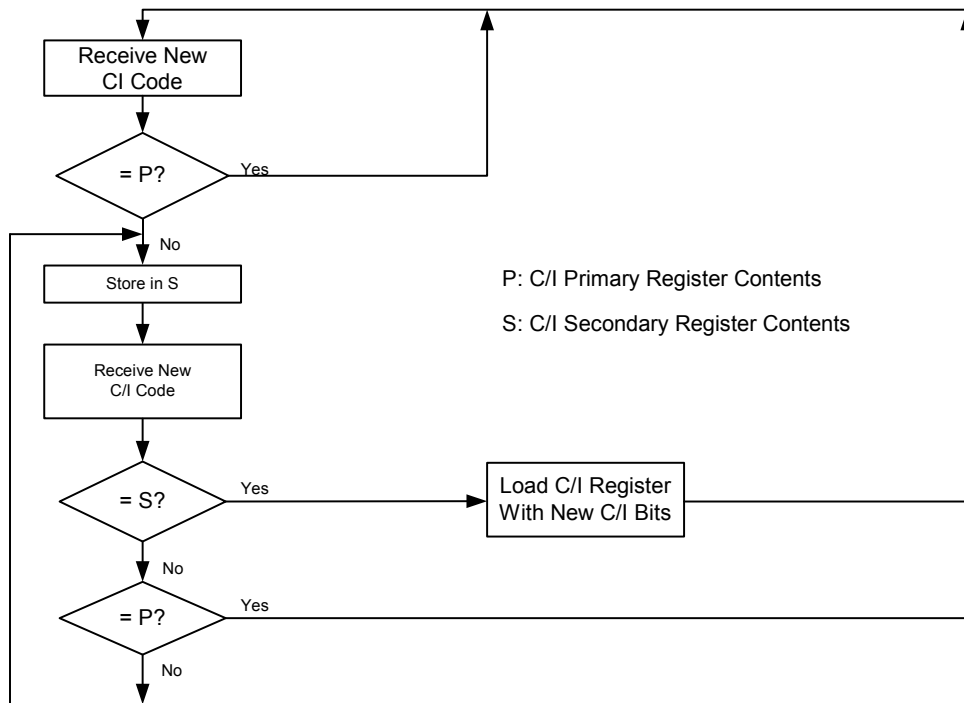 Receive New
CI Code
= P?
Yes
No
Store in S
P: C/I Primary Register Contents
S: C/I Secondary Register Contents
Receive New
C/I Code
= S?
Yes
Load C/I Register
With New C/I Bits
No
= P?
Yes
No